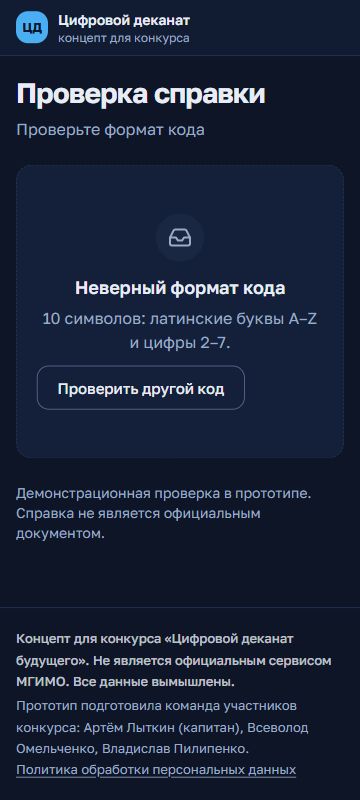 ЦД
Цифровой деканат
концепт для конкурса
Проверка справки
Проверьте формат кода
Неверный формат кода
10 символов: латинские буквы A–Z
и цифры 2–7.
Проверить другой код
Демонстрационная проверка в прототипе.
Справка не является официальным
документом.
Концепт для конкурса «Цифровой деканат
будущего». Не является официальным сервисом
МГИМО. Все данные вымышлены.
Прототип подготовила команда участников
конкурса: Артём Лыткин (капитан), Всеволод
Омельченко, Владислав Пилипенко.
Политика обработки персональных данных